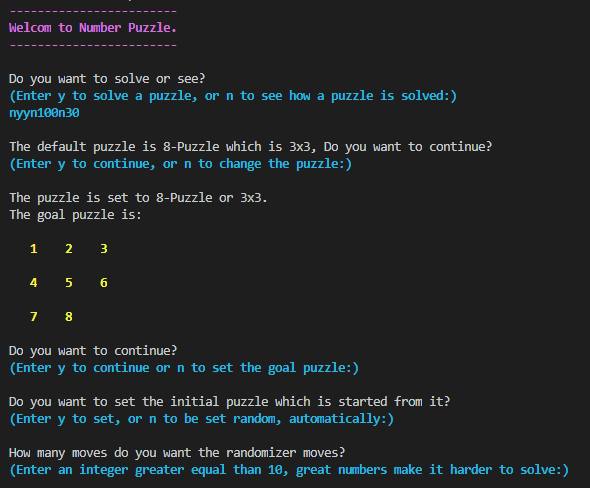 ------------------------
Welcom to Number Puzzle.
------------------------
Do you want to solve or see?
(Enter y to solve a puzzle, or n to see how a puzzle is solved:)
nyyn100n30
The default puzzle is 8-Puzzle which is 3x3, Do you want to continue?
(Enter y to continue, or n to change the puzzle:)
The puzzle is set to 8-Puzzle or 3x3.
The goal puzzle is:
1 2 3
4 5 6
7 8
Do you want to continue?
(Enter y to continue or n to set the goal puzzle:)
Do you want to set the initial puzzle which is started from it?
(Enter y to set, or n to be set random, automatically:)
How many moves do you want the randomizer moves?
(Enter an integer greater equal than 10, great numbers make it harder to solve:)